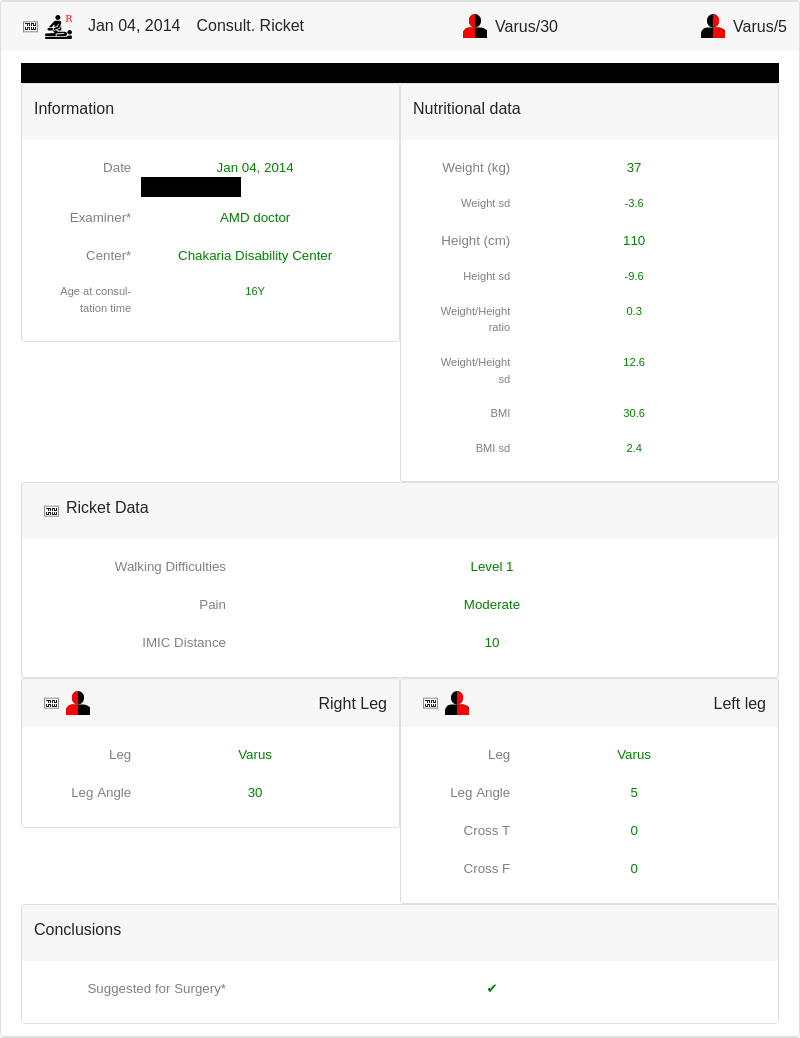 R
Jan 04, 2014 Consult. Ricket Varus/30 Varus/5
Information
Date Jan 04, 2014
Examiner* AMD doctor
Center* Chakaria Disability Center
Age at consul-
tation time 16Y
Nutritional data
Weight (kg) 37
Weight sd -3.6
Height (cm) 110
Height sd -9.6
Weight/Height
ratio 0.3
Weight/Height
sd 12.6
BMI 30.6
BMI sd 2.4
Ricket Data
Walking Difficulties Level 1
Pain Moderate
IMIC Distance 10
Right Leg
Leg Varus
Leg Angle 30
Left leg
Leg Varus
Leg Angle 5
Cross T 0
Cross F 0
Conclusions
Suggested for Surgery* ✔